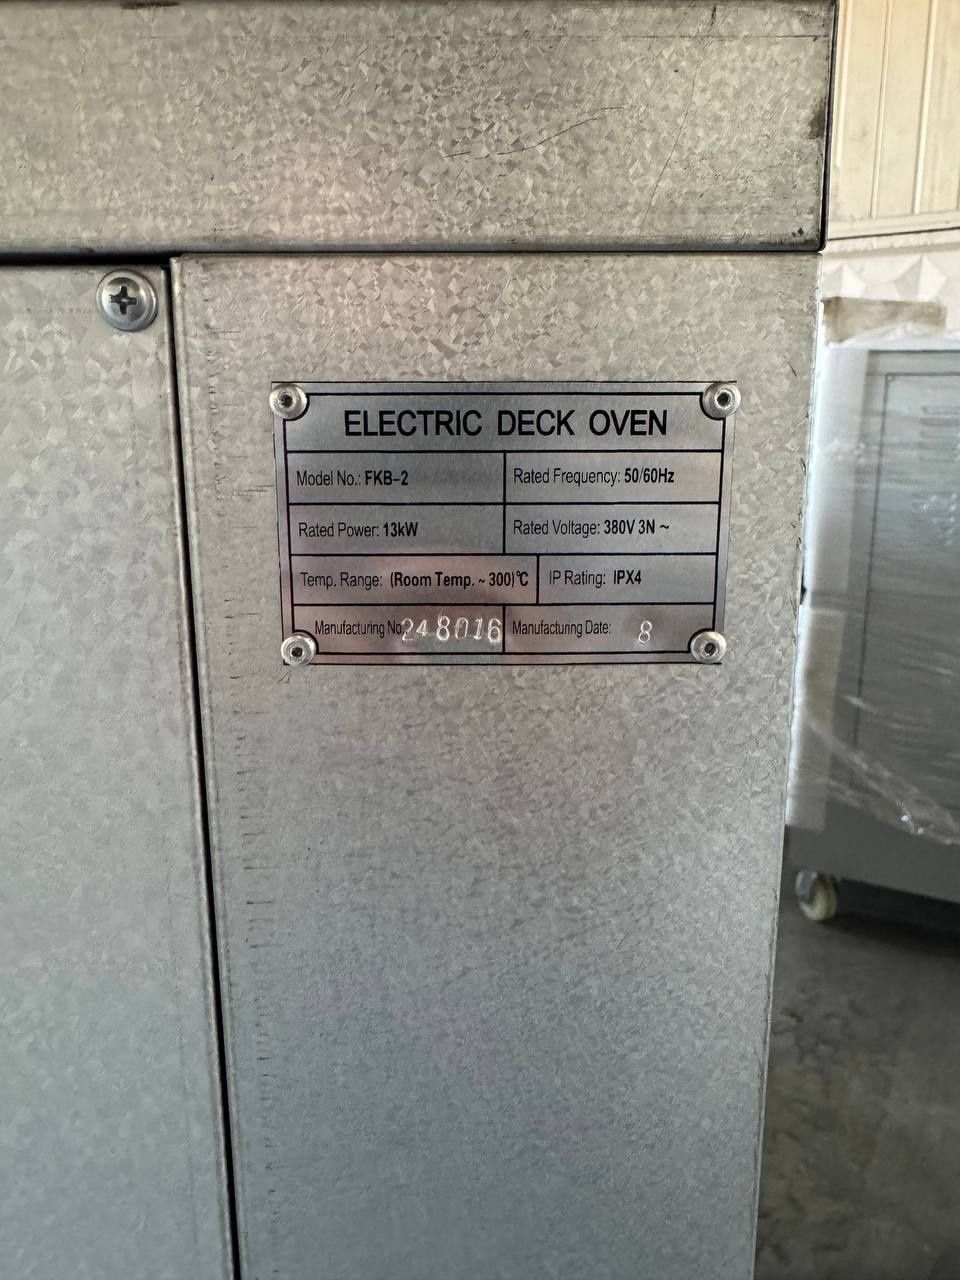 ELECTRIC DECK OVEN
Model No.: FKB-2 Rated Frequency: 50/60Hz
Rated Power: 13kW Rated Voltage: 380V 3N ~
Temp. Range: (Room Temp. ~ 300)℃ IP Rating: IPX4
Manufacturing No. 248016 Manufacturing Date: 8